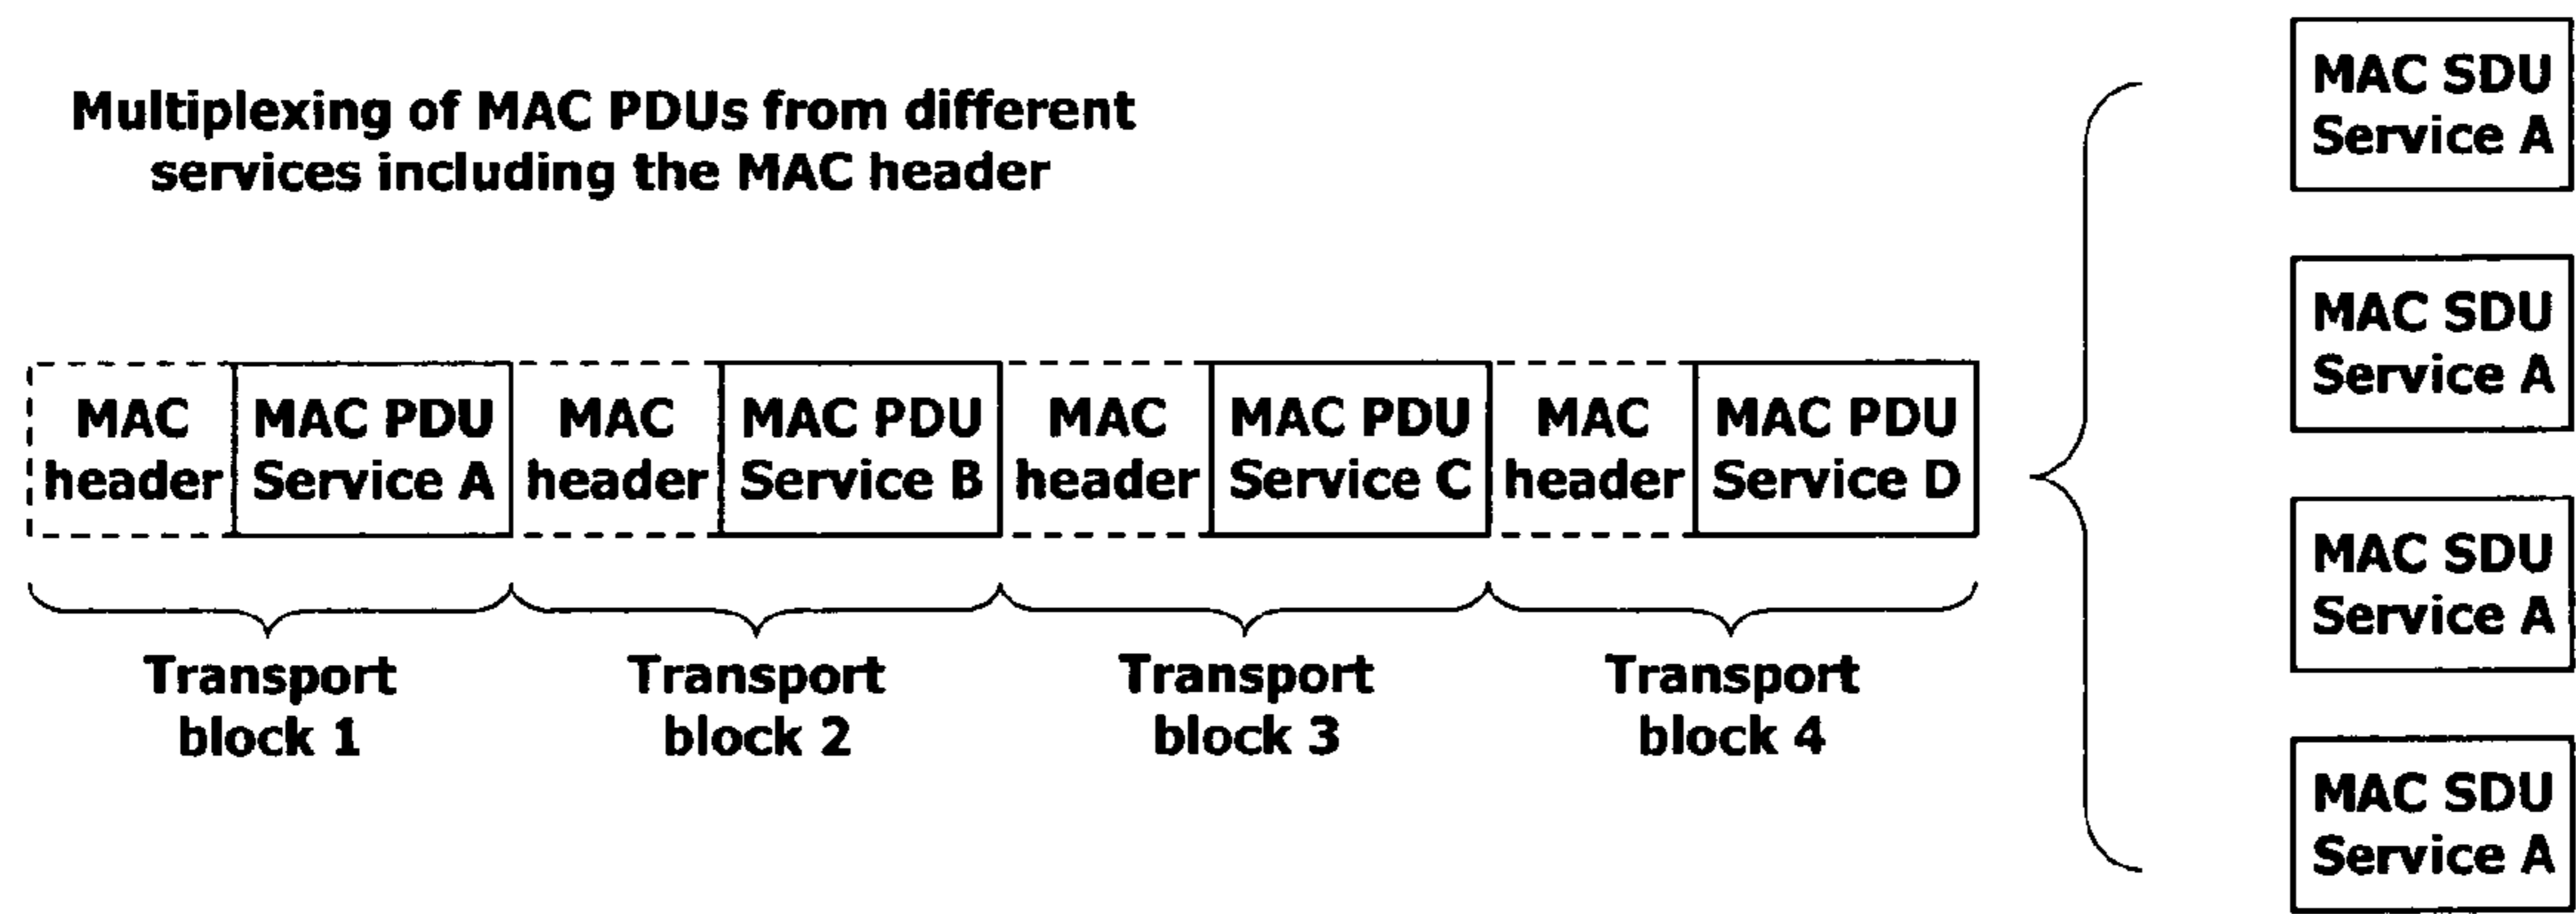 Multiplexing of MAC PDUs from different
services including the MAC header
MAC
header
MAC PDU
Service A
MAC
header
MAC PDU
Service B
MAC
header
MAC PDU
Service C
MAC
header
MAC PDU
Service D
Transport
block 1
Transport
block 2
Transport
block 3
Transport
block 4
MAC SDU
Service A
MAC SDU
Service A
MAC SDU
Service A
MAC SDU
Service A